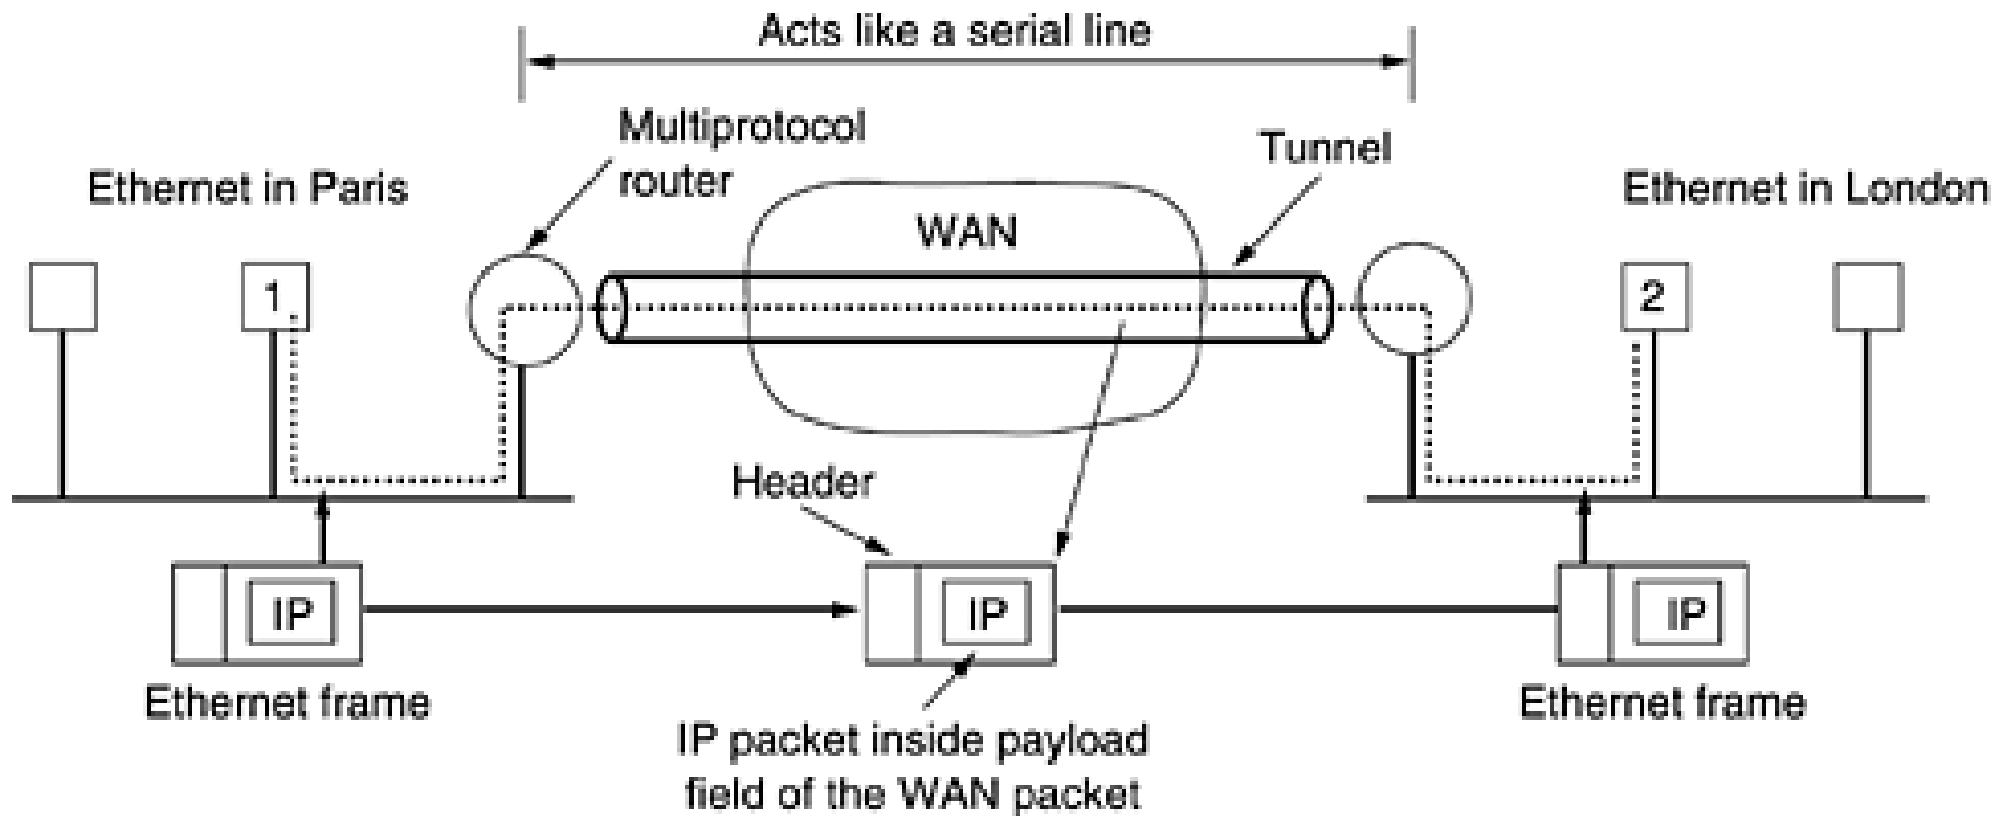 Acts like a serial line
Multiprotocol
router
Tunnel
Ethernet in Paris
Ethernet in London
WAN
1
2
Header
IP
IP
IP
Ethernet frame
Ethernet frame
IP packet inside payload
field of the WAN packet